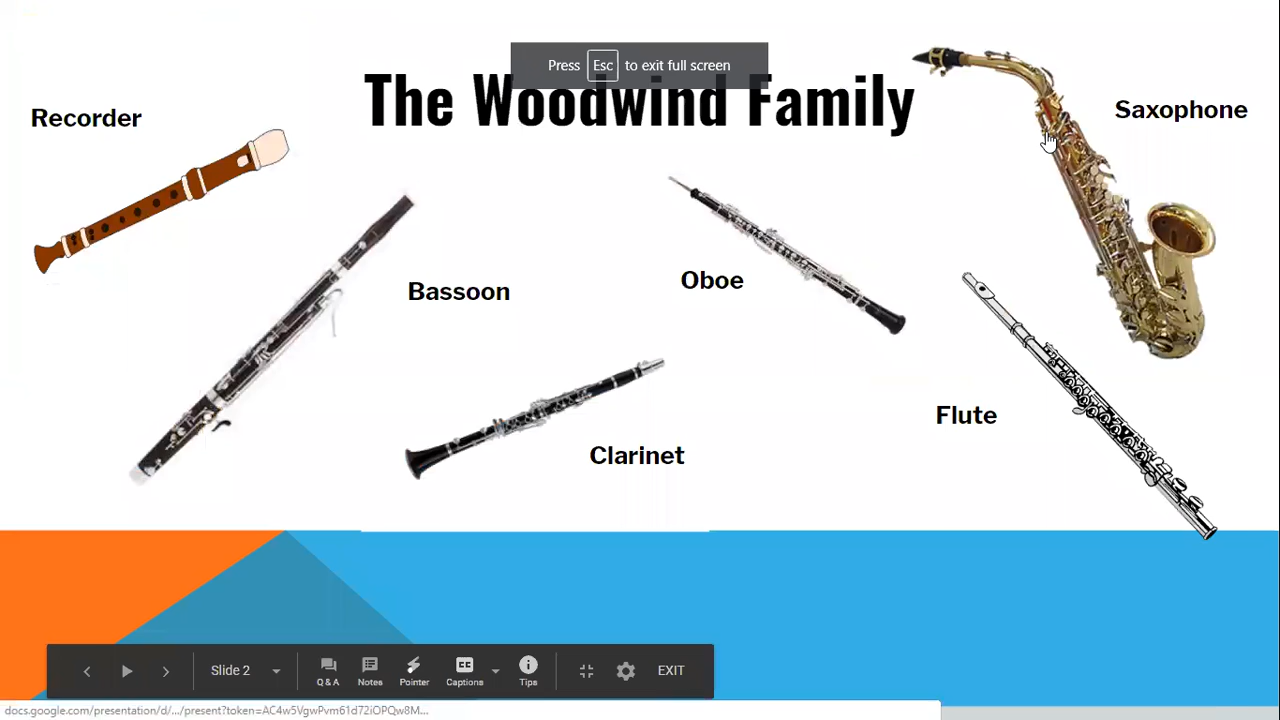 Press Esc to exit full screen
The Woodwind Family
Recorder
Saxophone
Bassoon
Oboe
Clarinet
Flute
Slide 2
Q & A
Notes
Pointer
Captions
Tips
EXIT
docs.google.com/presentation/d/.../present?token=AC4w5VgwPvm61d72iOPQw8M...